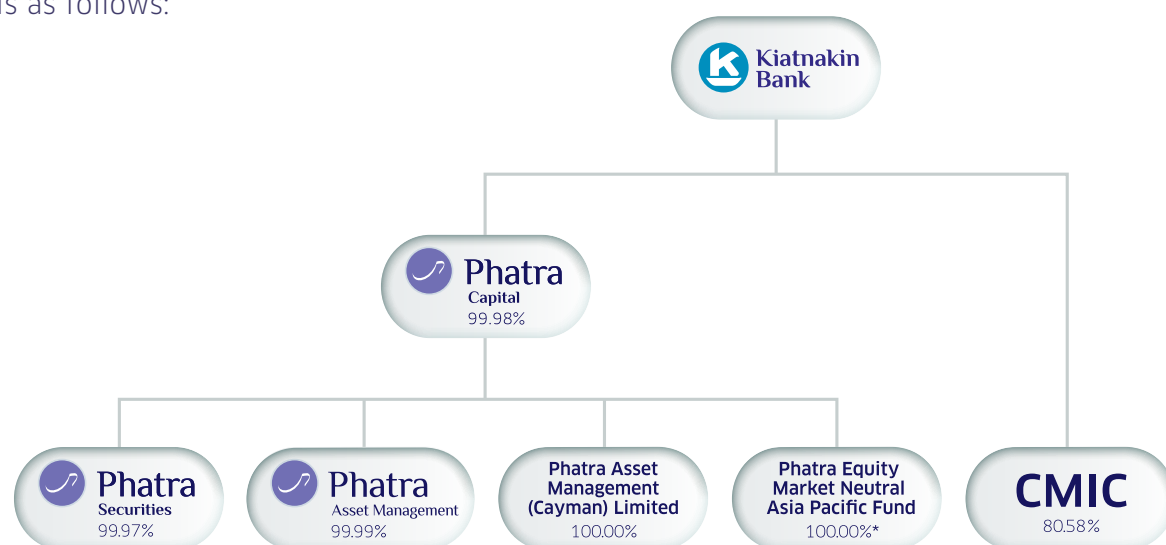 as follows:
Kiatnakin
Bank
Phatra
Capital
99.98%
Phatra
Securities
99.97%
Phatra
Asset Management
99.99%
Phatra Asset
Management
(Cayman) Limited
100.00%
Phatra Equity
Market Neutral
Asia Pacific Fund
100.00%*
CMIC
80.58%